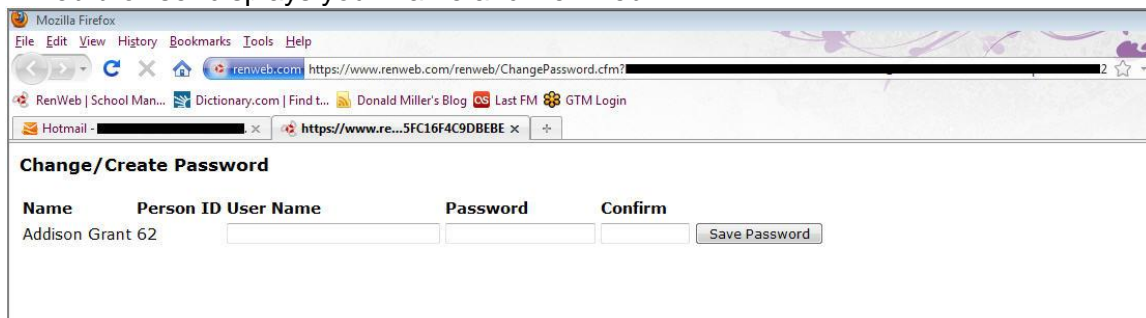 Mozilla Firefox
File Edit View History Bookmarks Tools Help
renweb.com https://www.renweb.com/renweb/ChangePassword.cfm? 2
RenWeb | School Man... Dictionary.com | Find t... Donald Miller's Blog Last FM GTM Login
Hotmail - https://www.re...5FC16F4C9DBEBE
Change/Create Password
Name Person ID User Name Password Confirm
Addison Grant 62 Save Password